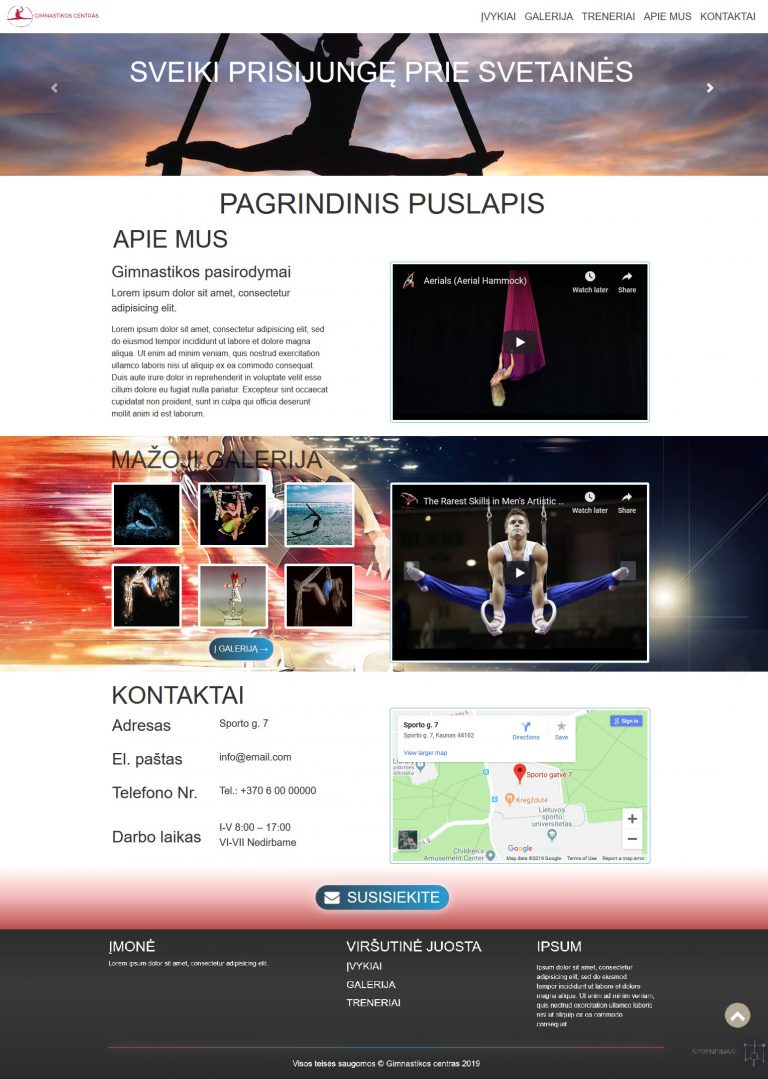 GIMNASTIKOS CENTRAS
ĮVYKIAI GALERIJA TRENERIAI APIE MUS KONTAKTAI
SVEIKI PRISIJUNGĘ PRIE SVETAINĖS
PAGRINDINIS PUSLAPIS
APIE MUS
Gimnastikos pasirodymai
Lorem ipsum dolor sit amet, consectetur
adipisicing elit.
Lorem ipsum dolor sit amet, consectetur adipisicing elit, sed
do eiusmod tempor incididunt ut labore et dolore magna
aliqua. Ut enim ad minim veniam, quis nostrud exercitation
ullamco laboris nisi ut aliquip ex ea commodo consequat.
Duis aute irure dolor in reprehenderit in voluptate velit esse
cillum dolore eu fugiat nulla pariatur. Excepteur sint occaecat
cupidatat non proident, sunt in culpa qui officia deserunt
mollit anim id est laborum.
Aerials (Aerial Hammock)
Watch later Share
MAŽOJI GALERIJA
Į GALERIJĄ →
The Rarest Skills in Men's Artistic ...
Watch later Share
KONTAKTAI
Adresas Sporto g. 7
El. paštas info@email.com
Telefono Nr. Tel.: +370 6 00 00000
Darbo laikas I-V 8:00 – 17:00
VI-VII Nedirbame
Sporto g. 7
Sporto g. 7, Kaunas 44162
Directions Save
View larger map
Sign in
Sporto gatvė 7
Kregždutė
Lietuvos
sporto
universitetas
Children's
Amusement Center
Google
Map data ©2019 Google Terms of Use Report a map error
SUSISIEKITE
ĮMONĖ
Lorem ipsum dolor sit amet, consectetur adipisicing elit.
VIRŠUTINĖ JUOSTA
ĮVYKIAI
GALERIJA
TRENERIAI
IPSUM
Ipsum dolor sit amet, consectetur
adipisicing elit, sed do eiusmod
tempor incididunt ut labore et dolore
magna aliqua. Ut enim ad minim veniam,
quis nostrud exercitation ullamco laboris
nisi ut aliquip ex ea commodo
consequat.
SPRENDIMAS:
Visos teisės saugomos © Gimnastikos centras 2019